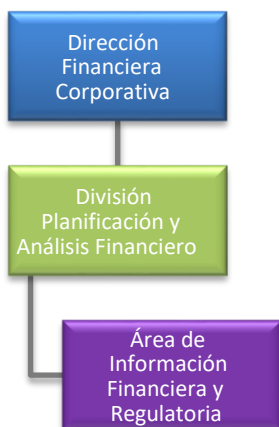 Dirección
Financiera
Corporativa
División
Planificación y
Análisis Financiero
Área de
Información
Financiera y
Regulatoria